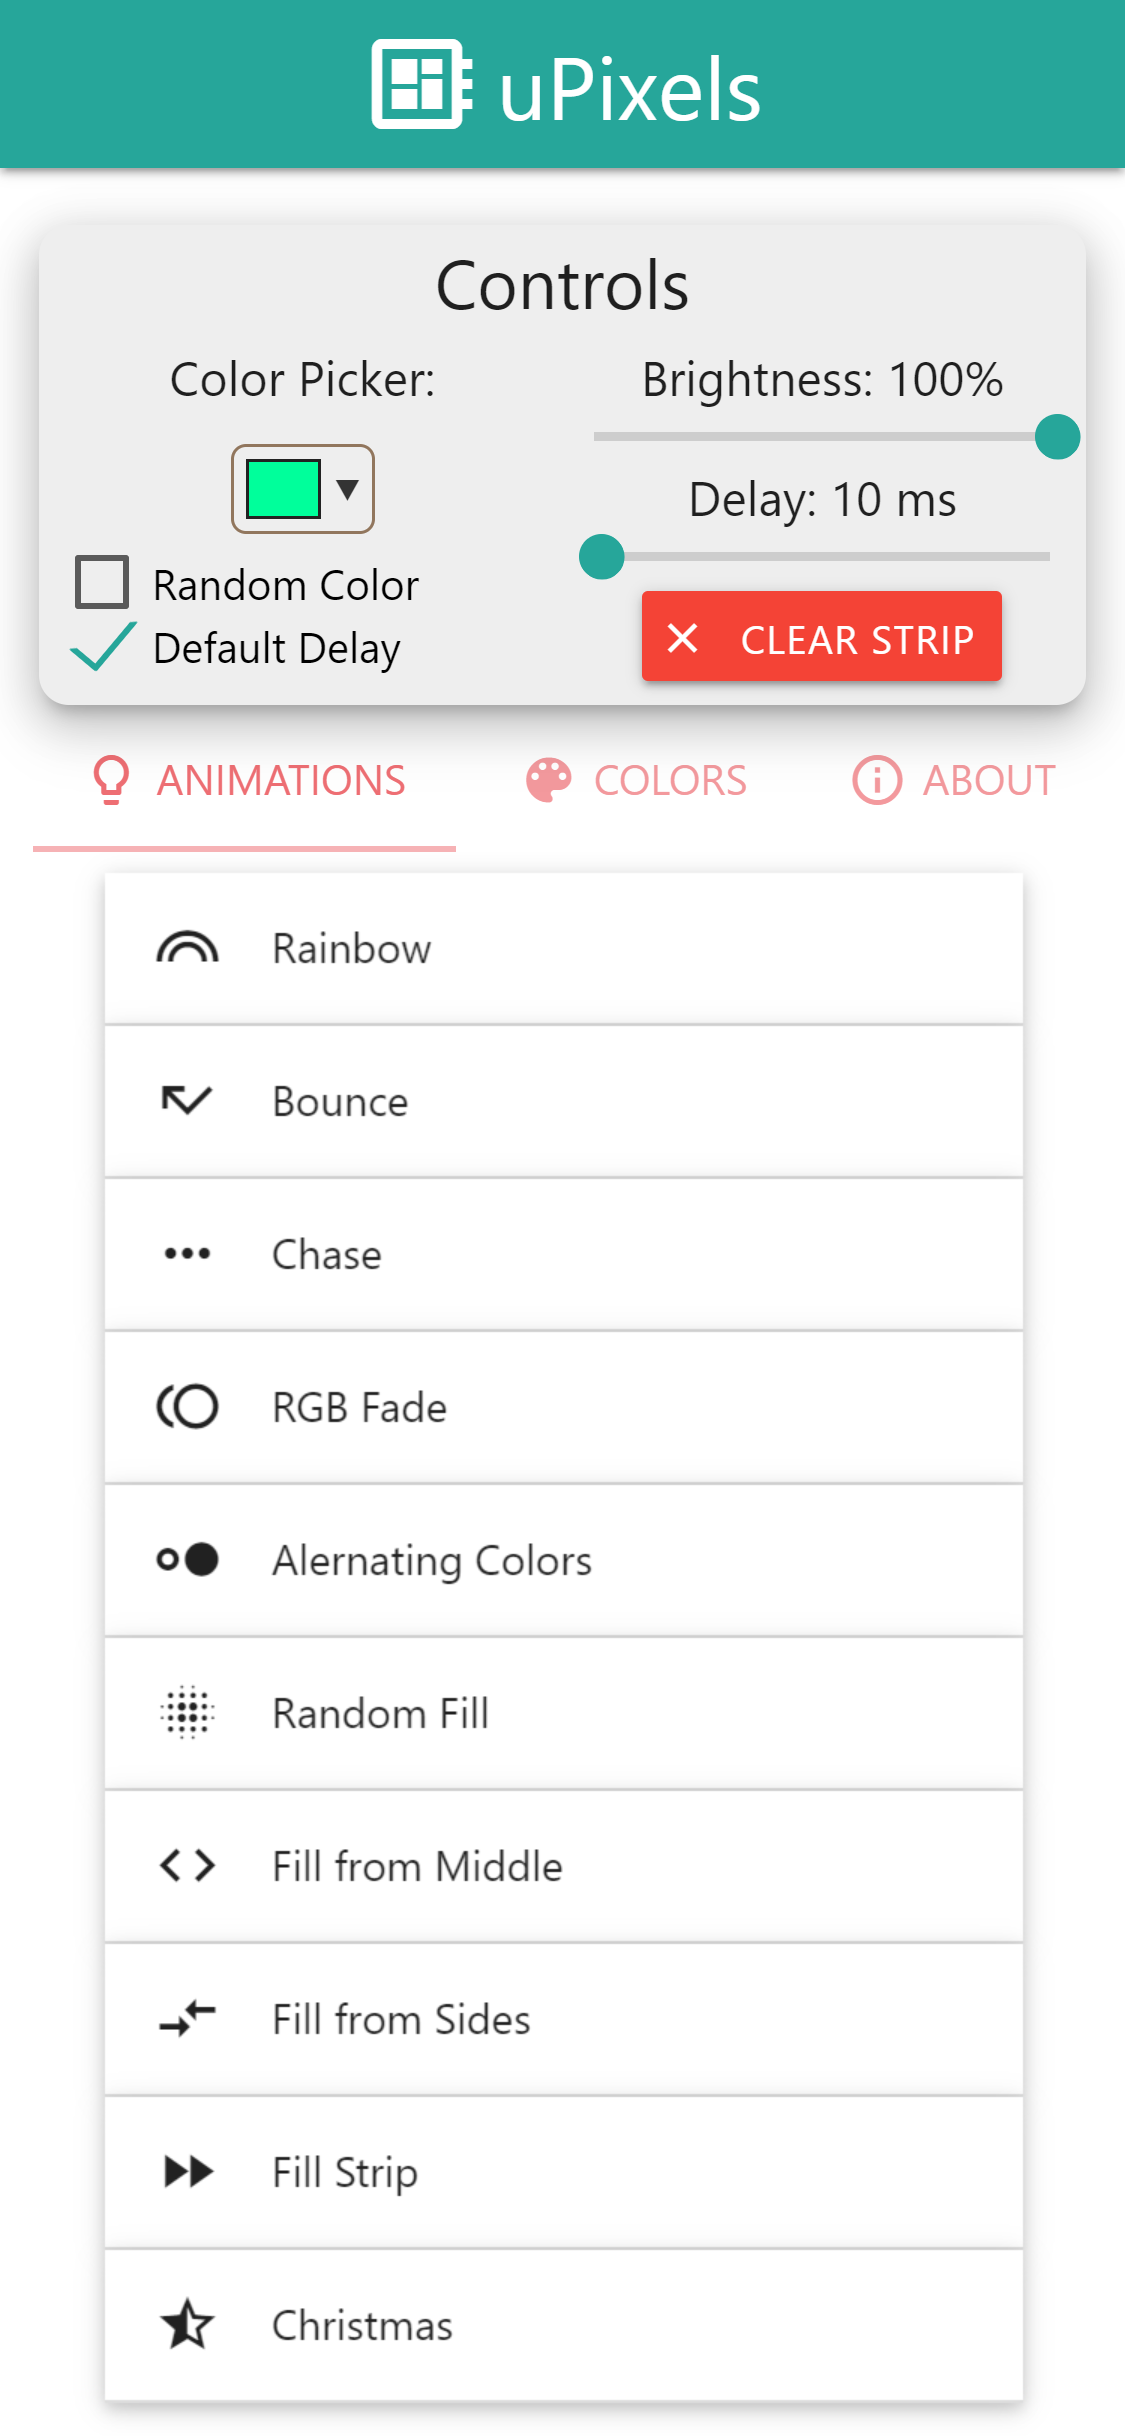 uPixels
Controls
Color Picker:
Brightness: 100%
Delay: 10 ms
Random Color
Default Delay
CLEAR STRIP
ANIMATIONS
COLORS
ABOUT
Rainbow
Bounce
Chase
RGB Fade
Alernating Colors
Random Fill
Fill from Middle
Fill from Sides
Fill Strip
Christmas